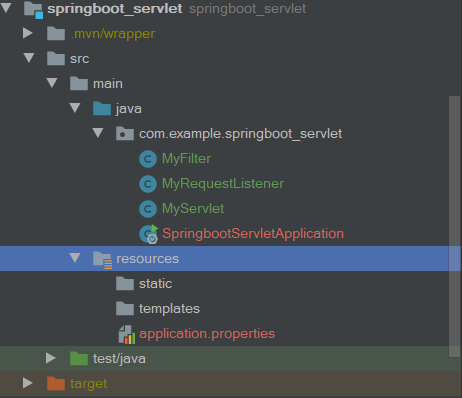 springboot_servlet springboot_servlet
.mvn/wrapper
src
main
java
com.example.springboot_servlet
MyFilter
MyRequestListener
MyServlet
SpringbootServletApplication
resources
static
templates
application.properties
test/java
target